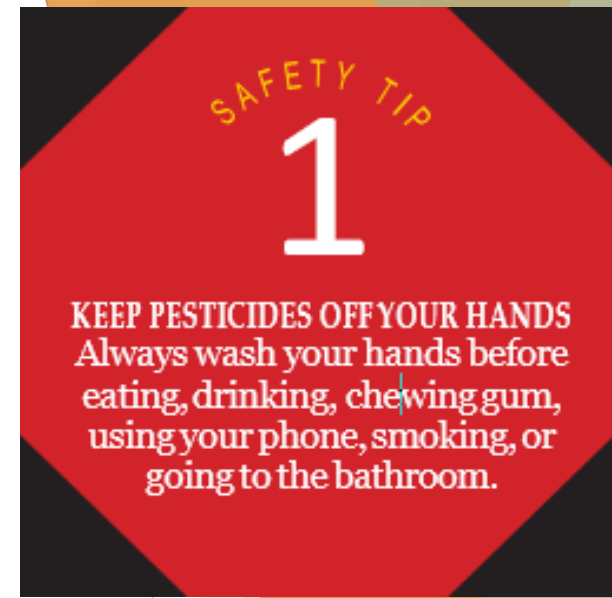 SAFETY TIP
1
KEEP PESTICIDES OFF YOUR HANDS
Always wash your hands before
eating, drinking, chewing gum,
using your phone, smoking, or
going to the bathroom.